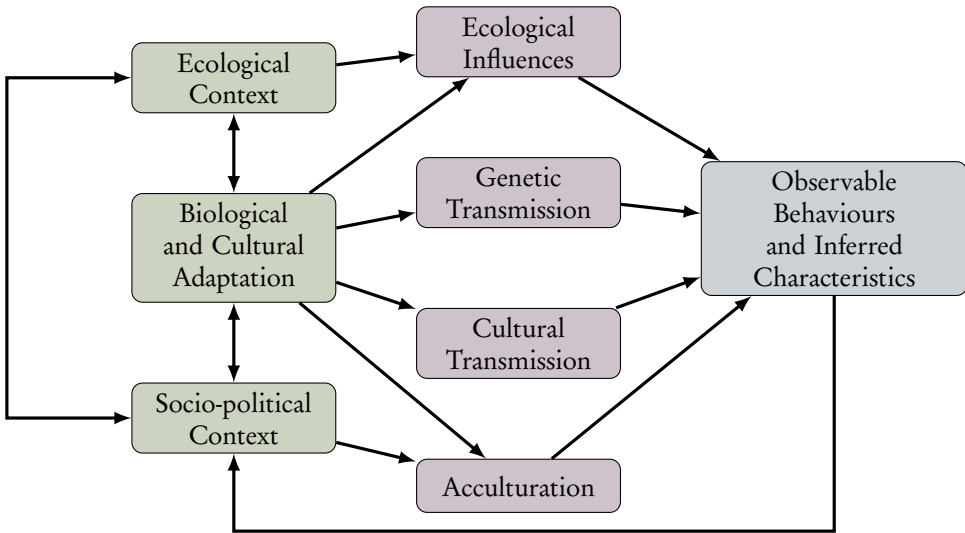 Ecological
Context
Biological
and Cultural
Adaptation
Socio-political
Context
Ecological
Influences
Genetic
Transmission
Cultural
Transmission
Acculturation
Observable
Behaviours
and Inferred
Characteristics